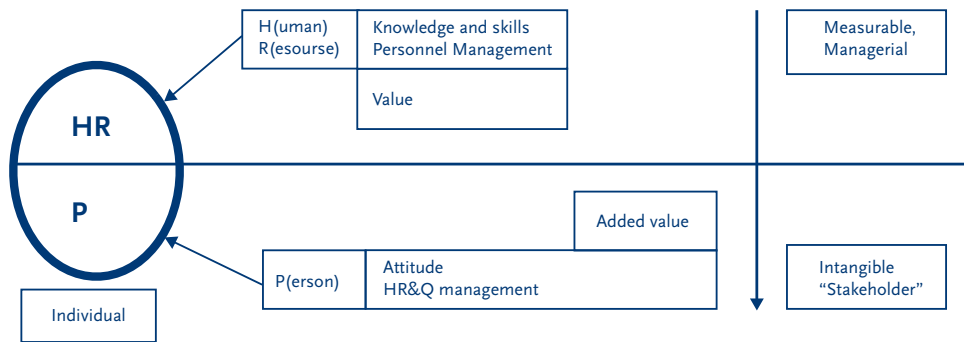 H(uman)
R(esourse)
Knowledge and skills
Personnel Management
Measurable,
Managerial
Value
HR
P
Added value
P(erson)
Attitude
HR&Q management
Intangible
“Stakeholder”
Individual